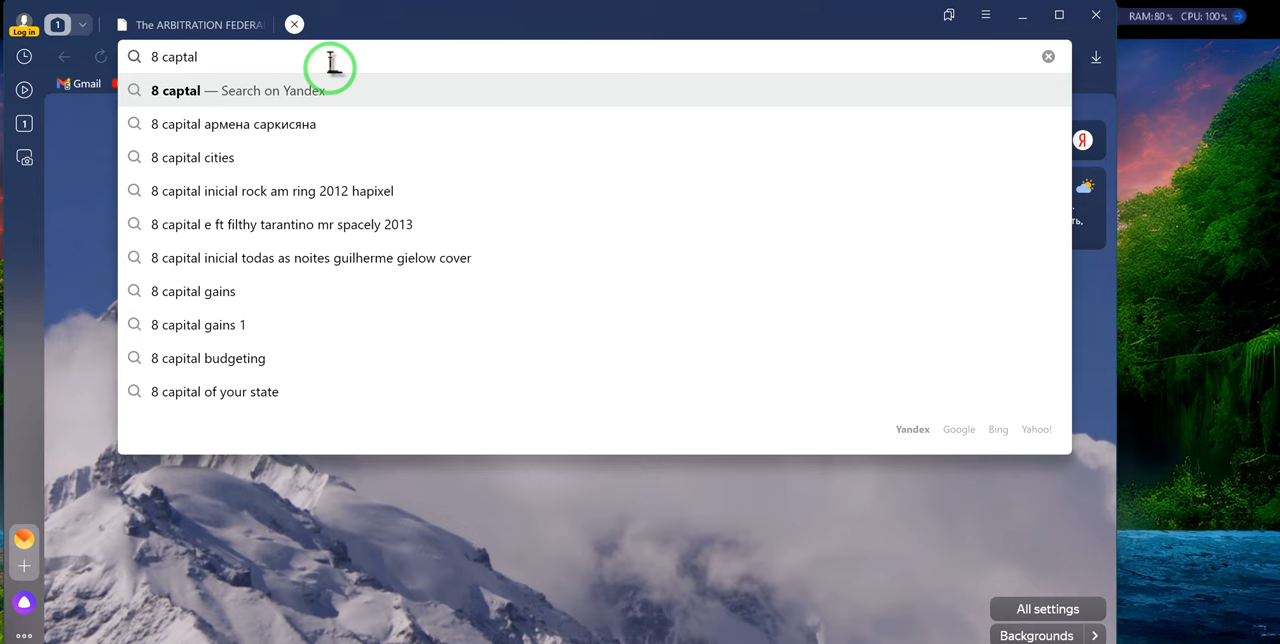 Log in
1
The ARBITRATION FEDERA
RAM:80% CPU:100%
8 captal
Gmail
8 captal — Search on Yandex
1
8 capital армена саркисяна
Я
8 capital cities
8 capital inicial rock am ring 2012 hapixel
8 capital e ft filthy tarantino mr spacely 2013
ть,
8 capital inicial todas as noites guilherme gielow cover
8 capital gains
8 capital gains 1
8 capital budgeting
8 capital of your state
Yandex Google Bing Yahoo!
All settings
Backgrounds